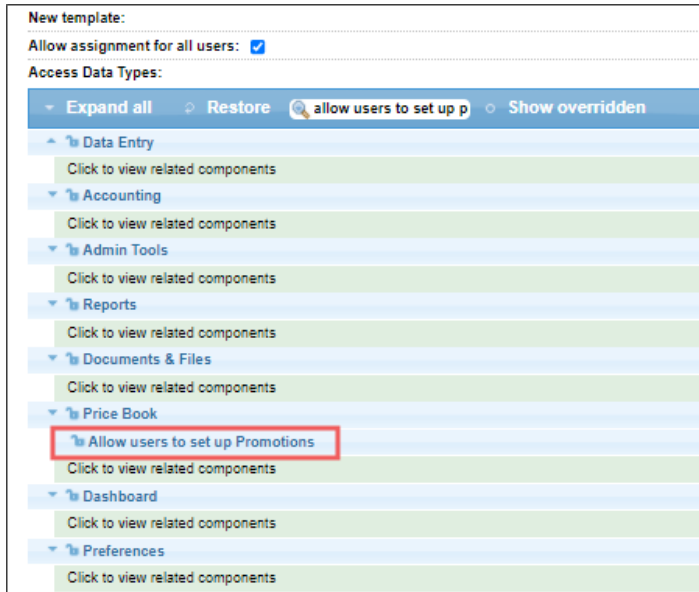 New template:
Allow assignment for all users:
Access Data Types:
Expand all Restore allow users to set up p Show overridden
Data Entry
Click to view related components
Accounting
Click to view related components
Admin Tools
Click to view related components
Reports
Click to view related components
Documents & Files
Click to view related components
Price Book
Allow users to set up Promotions
Click to view related components
Dashboard
Click to view related components
Preferences
Click to view related components